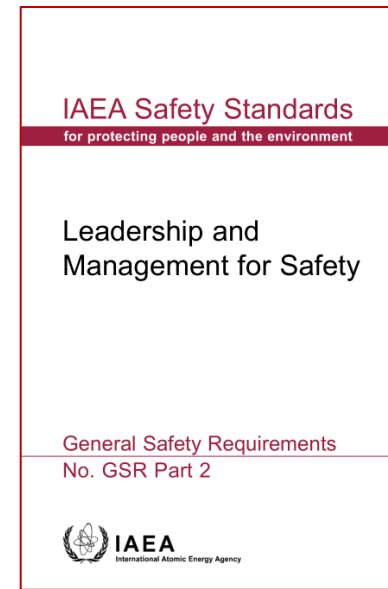 IAEA Safety Standards
for protecting people and the environment
Leadership and
Management for Safety
General Safety Requirements
No. GSR Part 2
IAEA
International Atomic Energy Agency